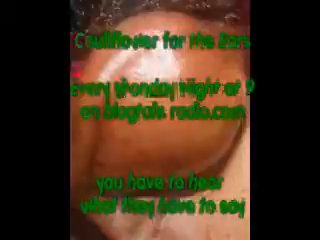 Cauliflower for the Ears
Every Monday Night at 9
on blogtalk radio.com
you have to hear
what they have to say